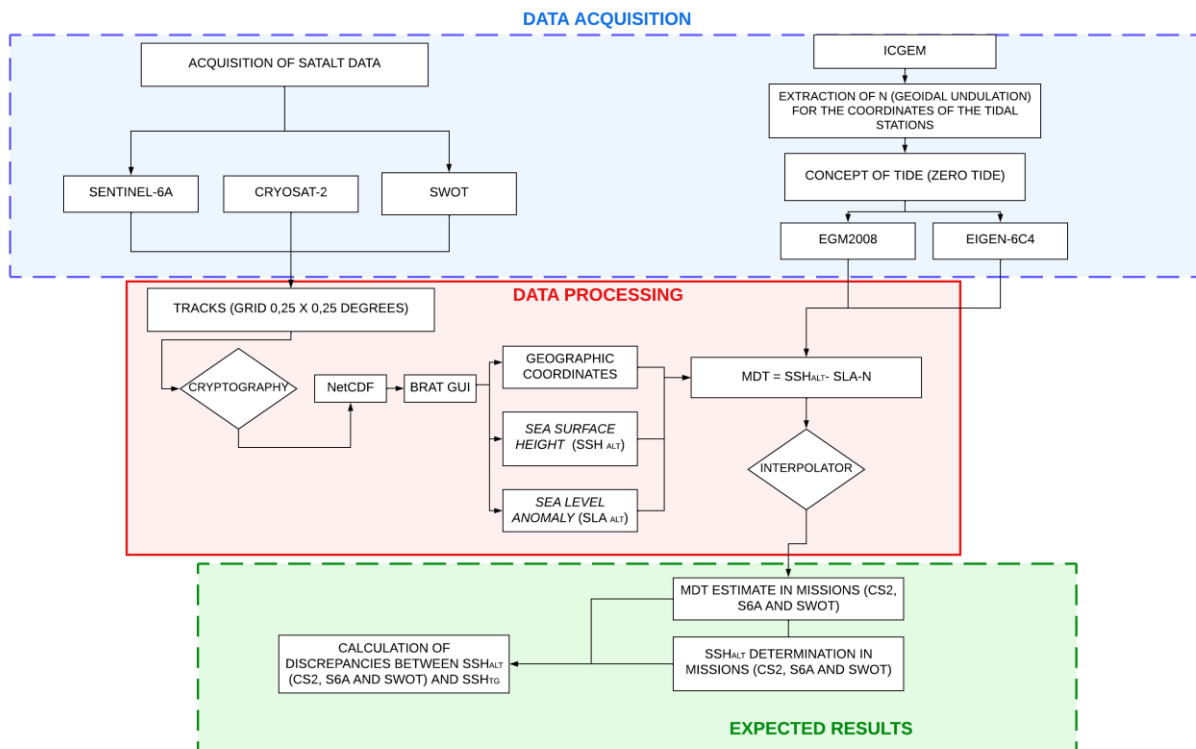 DATA ACQUISITION
ACQUISITION OF SATALT DATA
SENTINEL-6A
CRYOSAT-2
SWOT
ICGEM
EXTRACTION OF N (GEOIDAL UNDULATION)
FOR THE COORDINATES OF THE TIDAL
STATIONS
CONCEPT OF TIDE (ZERO TIDE)
EGM2008
EIGEN-6C4
DATA PROCESSING
TRACKS (GRID 0,25 X 0,25 DEGREES)
CRYPTOGRAPHY
NetCDF
BRAT GUI
GEOGRAPHIC
COORDINATES
SEA SURFACE
HEIGHT (SSH ALT)
SEA LEVEL
ANOMALY (SLA ALT)
MDT = SSHALT- SLA-N
INTERPOLATOR
MDT ESTIMATE IN MISSIONS (CS2,
S6A AND SWOT)
SSHALT DETERMINATION IN
MISSIONS (CS2, S6A AND SWOT)
CALCULATION OF
DISCREPANCIES BETWEEN SSHALT
(CS2, S6A AND SWOT) AND SSHTG
EXPECTED RESULTS